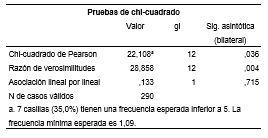 Pruebas de chi-cuadrado
Valor gl Sig. asintótica
(bilateral)
Chi-cuadrado de Pearson 22,108ª 12 ,036
Razón de verosimilitudes 28,858 12 ,004
Asociación lineal por lineal ,133 1 ,715
N de casos válidos 290
a. 7 casillas (35,0%) tienen una frecuencia esperada inferior a 5. La
frecuencia mínima esperada es 1,09.